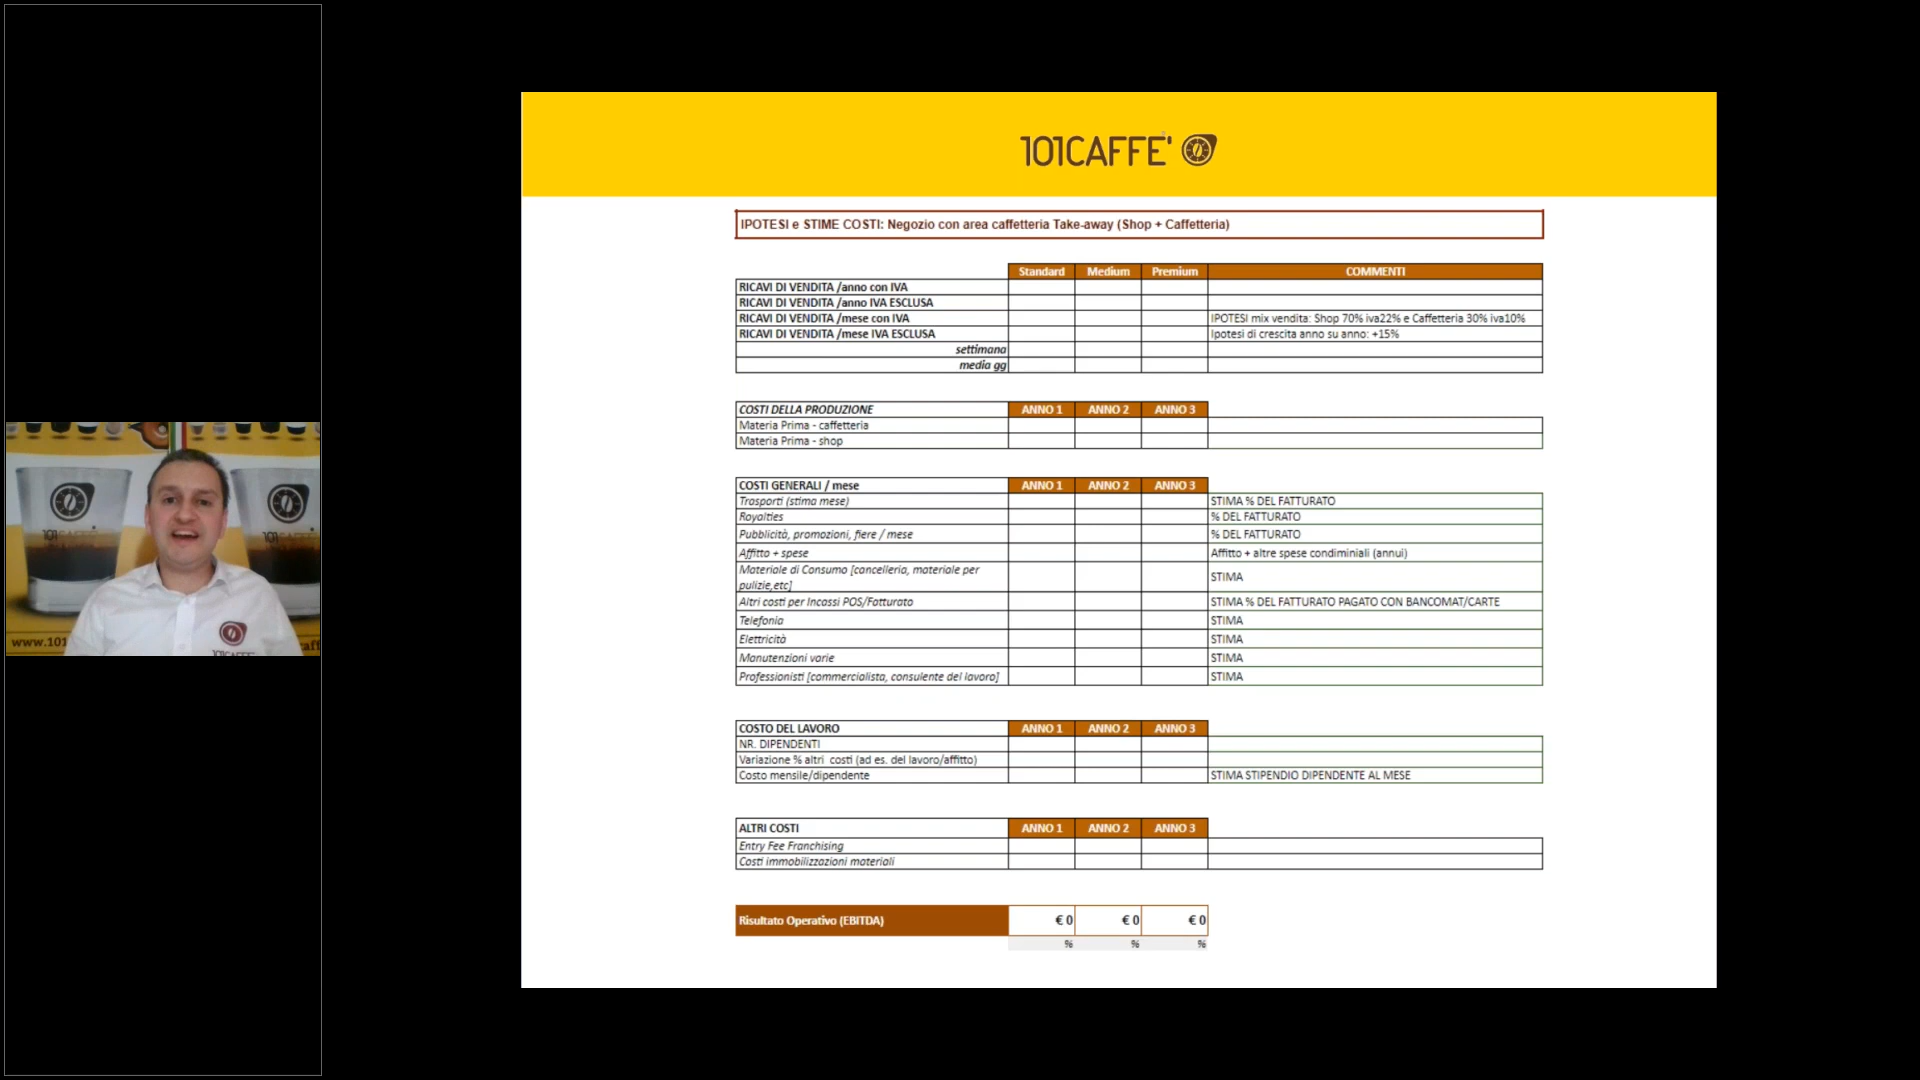 101CAFFE'
IPOTESI e STIME COSTI: Negozio con area caffetteria Take-away (Shop + Caffetteria)
Standard Medium Premium COMMENTI
RICAVI DI VENDITA /anno con IVA
RICAVI DI VENDITA /anno IVA ESCLUSA
RICAVI DI VENDITA /mese con IVA IPOTESI mix vendita: Shop 70% iva22% e Caffetteria 30% iva10%
RICAVI DI VENDITA /mese IVA ESCLUSA Ipotesi di crescita anno su anno: +15%
settimana
media gg
COSTI DELLA PRODUZIONE ANNO 1 ANNO 2 ANNO 3
Materia Prima - caffetteria
Materia Prima - shop
COSTI GENERALI / mese ANNO 1 ANNO 2 ANNO 3
Trasporti (stima mese) STIMA % DEL FATTURATO
Royalties % DEL FATTURATO
Pubblicità, promozioni, fiere / mese % DEL FATTURATO
Affitto + spese Affitto + altre spese condiminiali (annui)
Materiale di Consumo [cancelleria, materiale per
pulizie,etc] STIMA
Altri costi per Incassi POS/Fatturato STIMA % DEL FATTURATO PAGATO CON BANCOMAT/CARTE
Telefonia STIMA
Elettricità STIMA
Manutenzioni varie STIMA
Professionisti [commercialista, consulente del lavoro] STIMA
COSTO DEL LAVORO ANNO 1 ANNO 2 ANNO 3
NR. DIPENDENTI
Variazione % altri costi (ad es. del lavoro/affitto)
Costo mensile/dipendente STIMA STIPENDIO DIPENDENTE AL MESE
ALTRI COSTI ANNO 1 ANNO 2 ANNO 3
Entry Fee Franchising
Costi immobilizzazioni materiali
Risultato Operativo (EBITDA) € 0 € 0 € 0
% % %
101CAFFE
101CAFFE
www.101
101CAFFE'